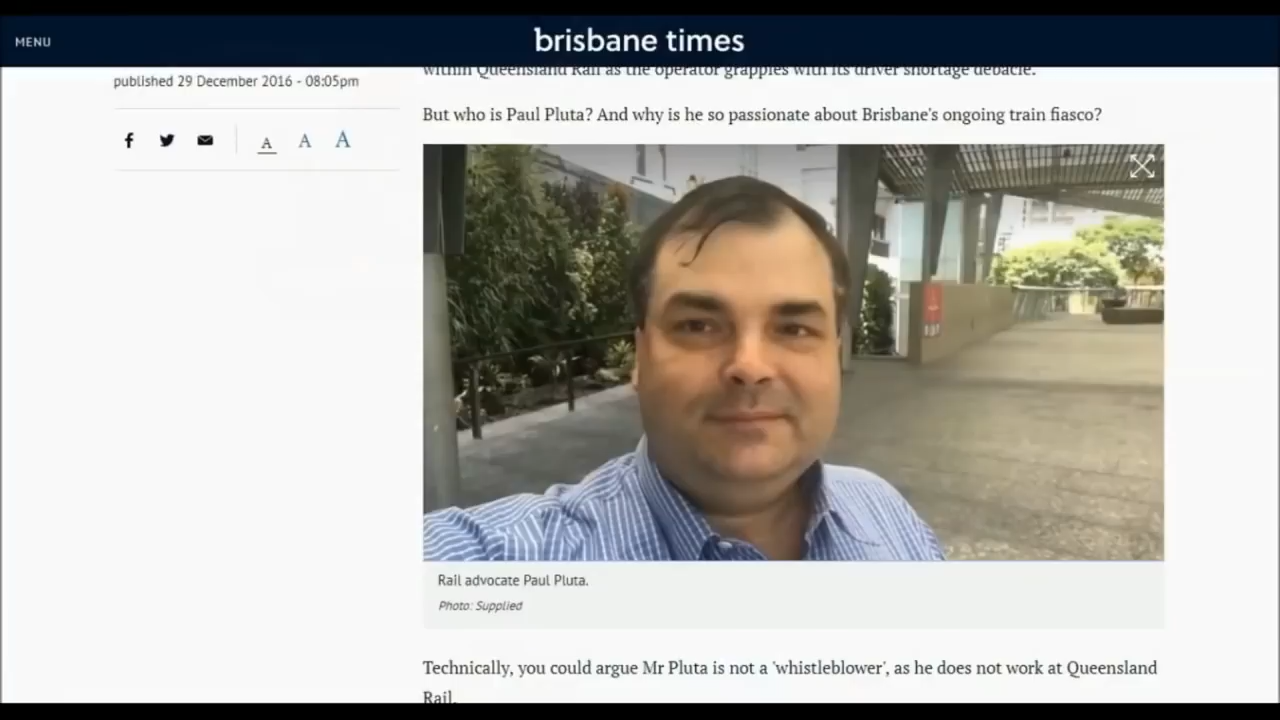 MENU
brisbane times
published 29 December 2016 - 08:05pm
within Queensland Rail as the operator grapples with its driver shortage debacle.
But who is Paul Pluta? And why is he so passionate about Brisbane's ongoing train fiasco?
A A A
Rail advocate Paul Pluta.
Photo: Supplied
Technically, you could argue Mr Pluta is not a 'whistleblower', as he does not work at Queensland
Rail.